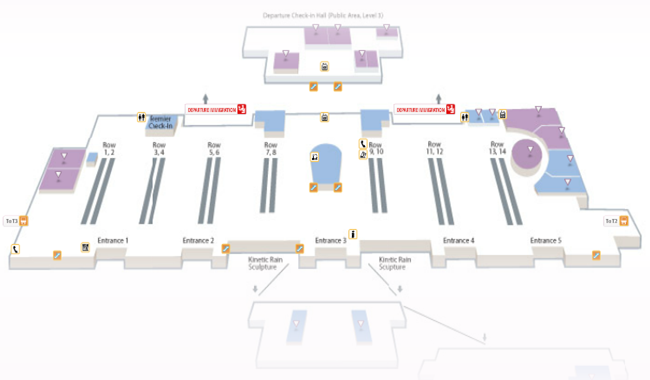 Departure Check-in Hall (Public Area, Level 3)
DEPARTURE IMMIGRATION
DEPARTURE IMMIGRATION
Premier
Check-In
Row
1, 2
Row
3, 4
Row
5, 6
Row
7, 8
Row
9, 10
Row
11, 12
Row
13, 14
To T3
To T2
Entrance 1
Entrance 2
Entrance 3
Entrance 4
Entrance 5
Kinetic Rain
Sculpture
Kinetic Rain
Sculpture